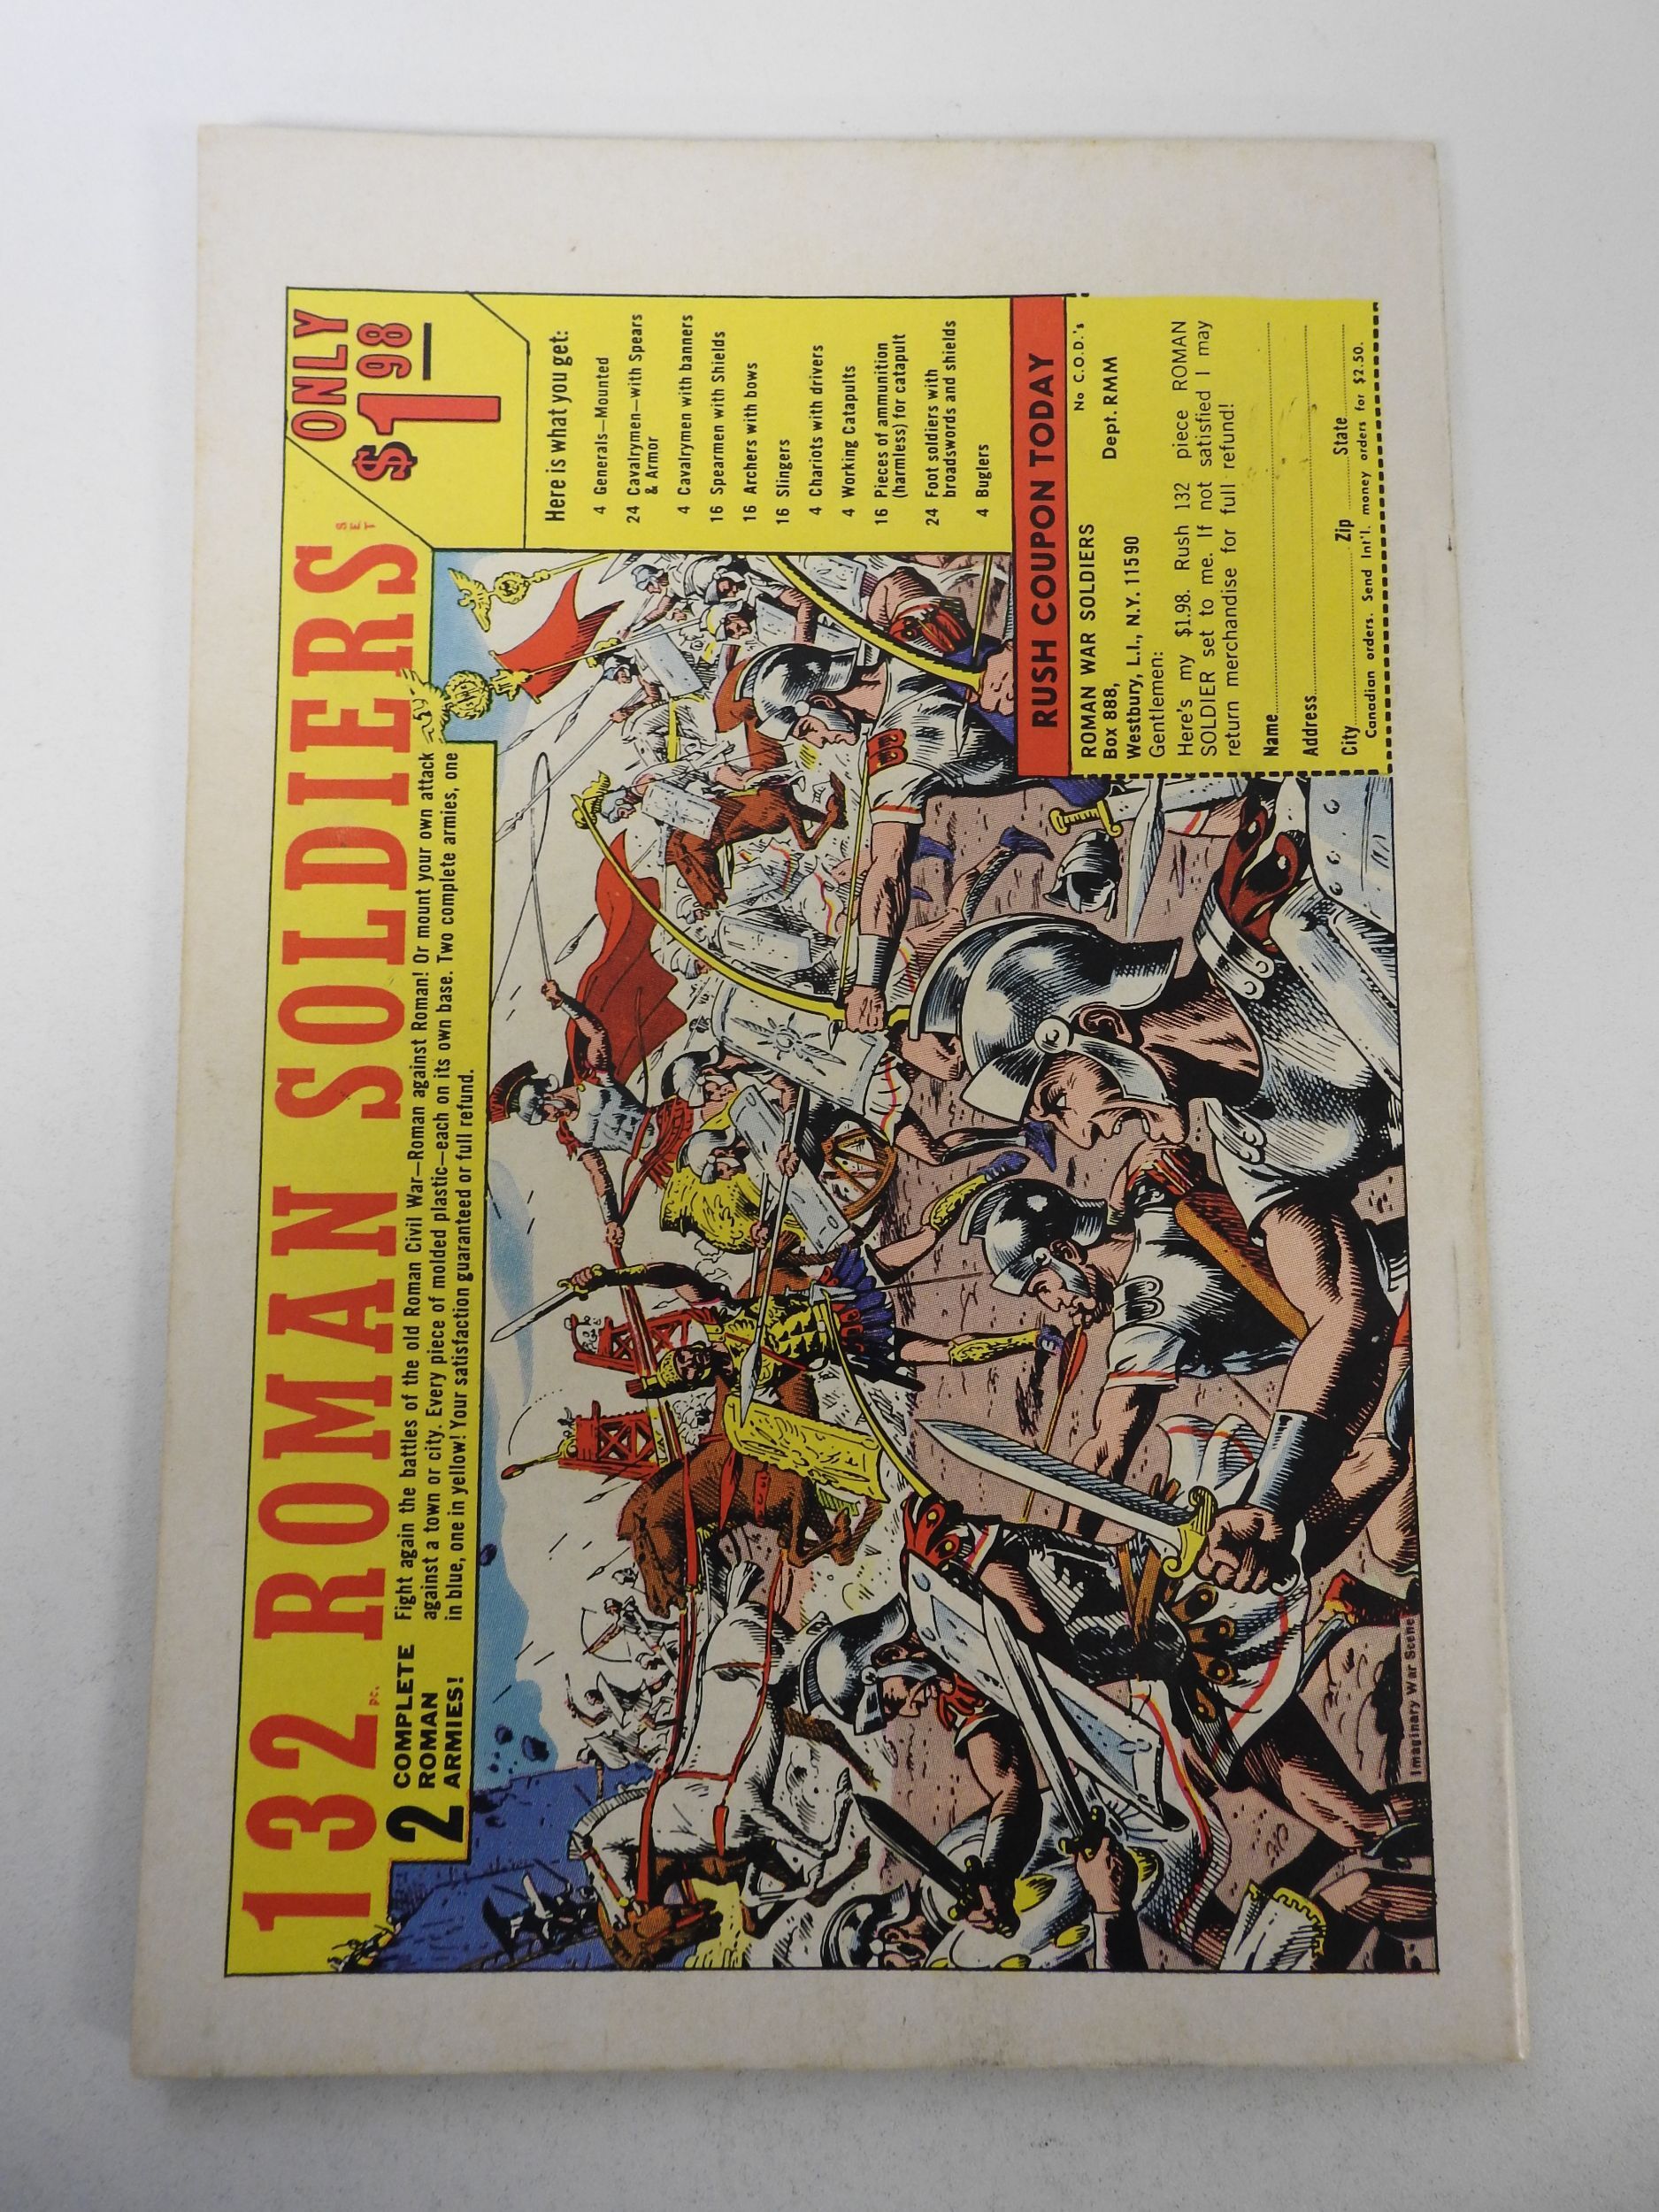 132 PC. ROMAN SOLDIERS SET
ONLY
$1 98
2 COMPLETE
ROMAN
ARMIES!
Fight again the battles of the old Roman Civil War—Roman against Roman! Or mount your own attack
against a town or city. Every piece of molded plastic—each on its own base. Two complete armies, one
in blue, one in yellow! Your satisfaction guaranteed or full refund.
Here is what you get:
4 Generals—Mounted
24 Cavalrymen—with Spears
& Armor
4 Cavalrymen with banners
16 Spearmen with Shields
16 Archers with bows
16 Slingers
4 Chariots with drivers
4 Working Catapults
16 Pieces of ammunition
(harmless) for catapult
24 Foot soldiers with
broadswords and shields
4 Buglers
RUSH COUPON TODAY
ROMAN WAR SOLDIERS No C.O.D.'s
Box 888, Dept. RMM
Westbury, L.I., N.Y. 11590
Gentlemen:
Here's my $1.98. Rush 132 piece ROMAN
SOLDIER set to me. If not satisfied I may
return merchandise for full refund!
Name
Address
City Zip State
Canadian orders. Send Int'l. money orders for $2.50.
Imaginary War Scene